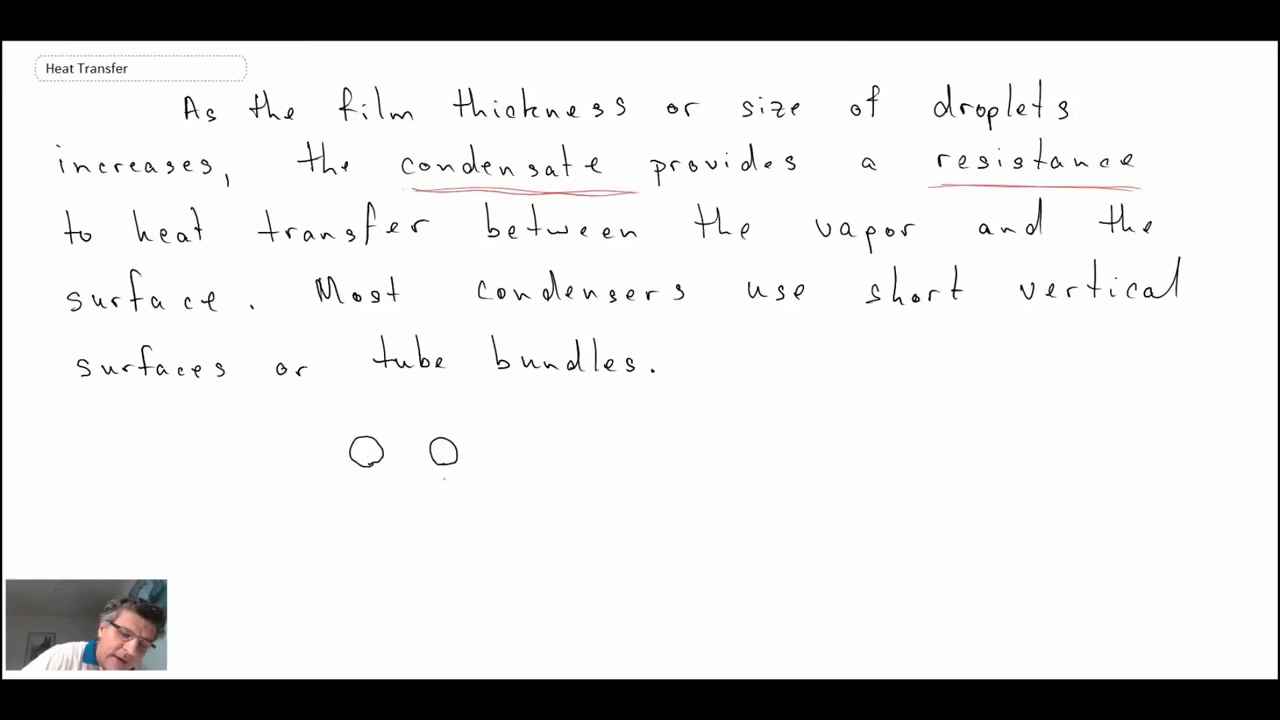 Heat Transfer
As the film thickness or size of droplets
increases, the condensate provides a resistance
to heat transfer between the vapor and the
surface. Most condensers use short vertical
surfaces or tube bundles.